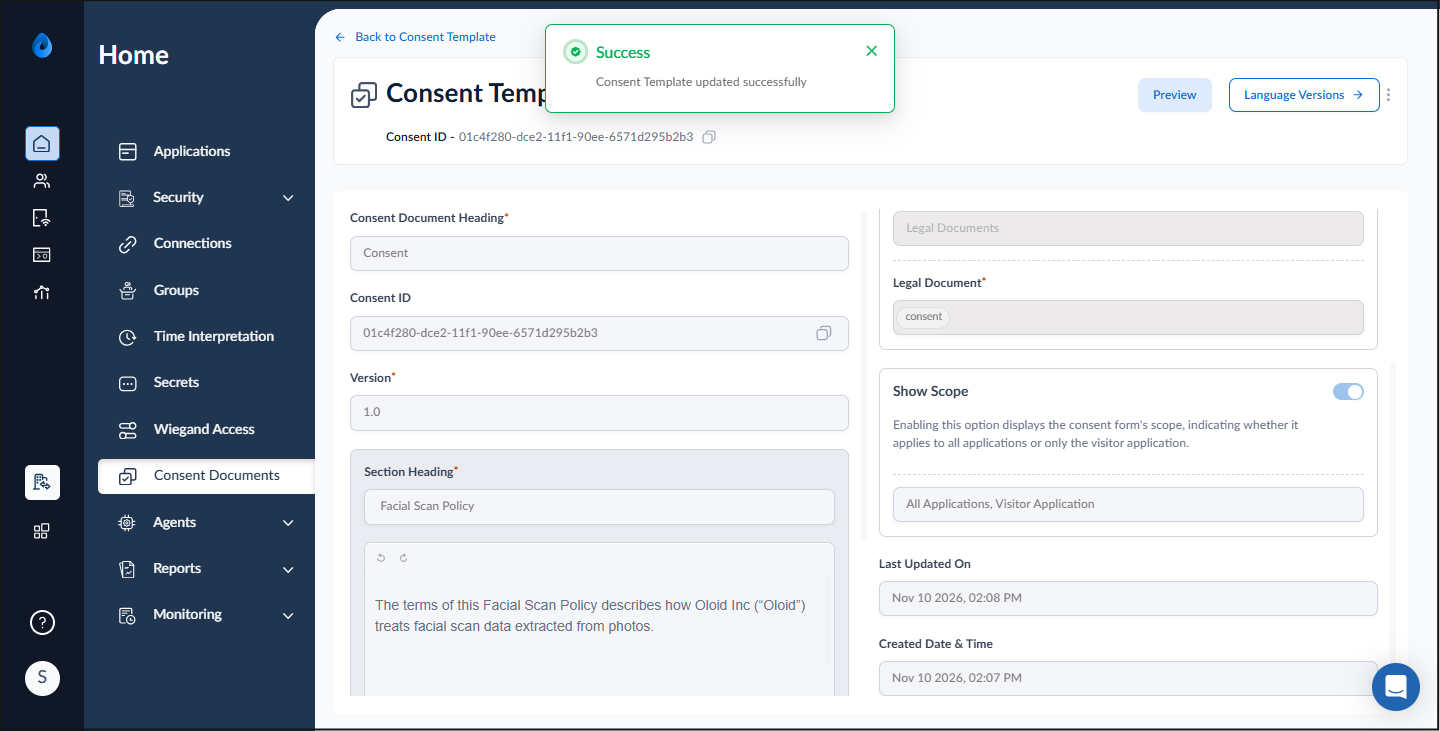 Home
Applications
Security
Connections
Groups
Time Interpretation
Secrets
Wiegand Access
Consent Documents
Agents
Reports
Monitoring
?
S
Back to Consent Template
Success
Consent Template updated successfully
Consent Temp
Preview
Language Versions
Consent ID - 01c4f280-dce2-11f1-90ee-6571d295b2b3
Consent Document Heading*
Consent
Consent ID
01c4f280-dce2-11f1-90ee-6571d295b2b3
Version*
1.0
Section Heading*
Facial Scan Policy
The terms of this Facial Scan Policy describes how Oloid Inc (“Oloid”)
treats facial scan data extracted from photos.
Legal Documents
Legal Document*
consent
Show Scope
Enabling this option displays the consent form's scope, indicating whether it
applies to all applications or only the visitor application.
All Applications, Visitor Application
Last Updated On
Nov 10 2026, 02:08 PM
Created Date & Time
Nov 10 2026, 02:07 PM